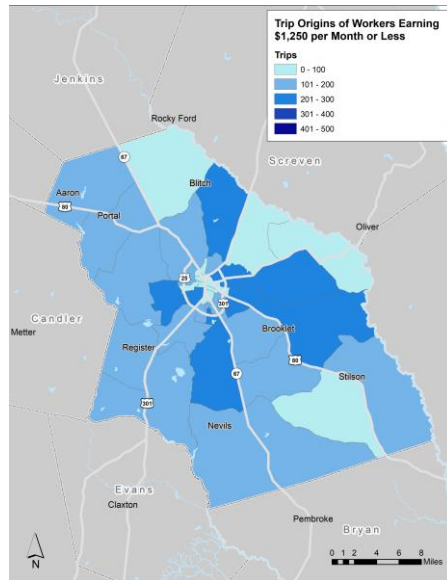 Trip Origins of Workers Earning
$1,250 per Month or Less
Trips
0 - 100
101 - 200
201 - 300
301 - 400
401 - 500
Jenkins
Rocky Ford
67
Screven
Blitch
Aaron
80
Portal
Oliver
25
Candler
301
Metter
Brooklet
Register
80
67
Stilson
301
Nevils
Evans
Claxton
Pembroke
Bryan
N
0 1 2 4 6 8
Miles